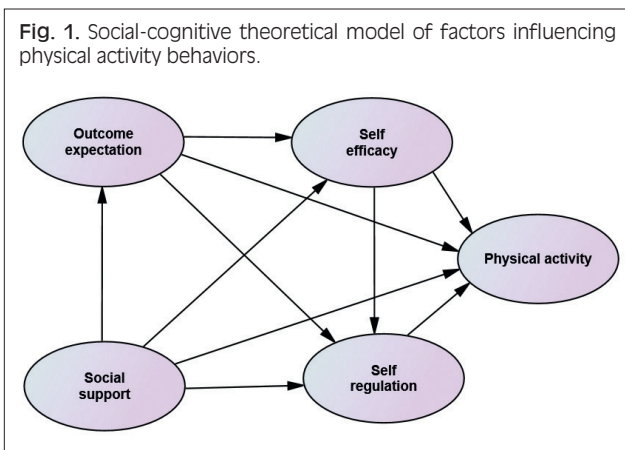 Fig. 1. Social-cognitive theoretical model of factors influencing
physical activity behaviors.
Outcome
expectation
Self
efficacy
Physical activity
Social
support
Self
regulation